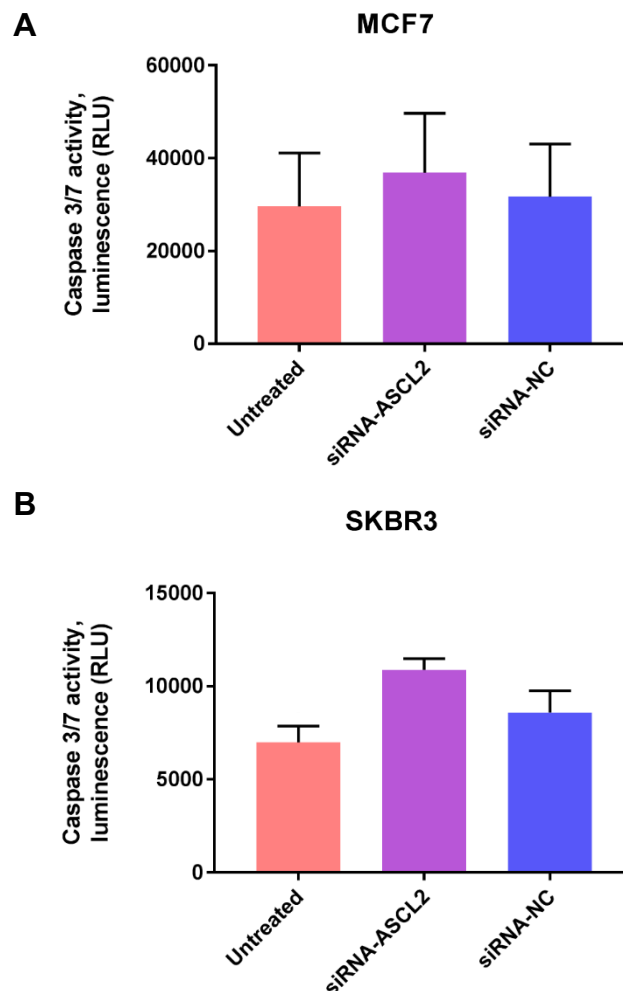 A
MCF7
Caspase 3/7 activity,
luminescence (RLU)
60000
40000
20000
0
Untreated
siRNA-ASCL2
siRNA-NC
B
SKBR3
Caspase 3/7 activity,
luminescence (RLU)
15000
10000
5000
0
Untreated
siRNA-ASCL2
siRNA-NC